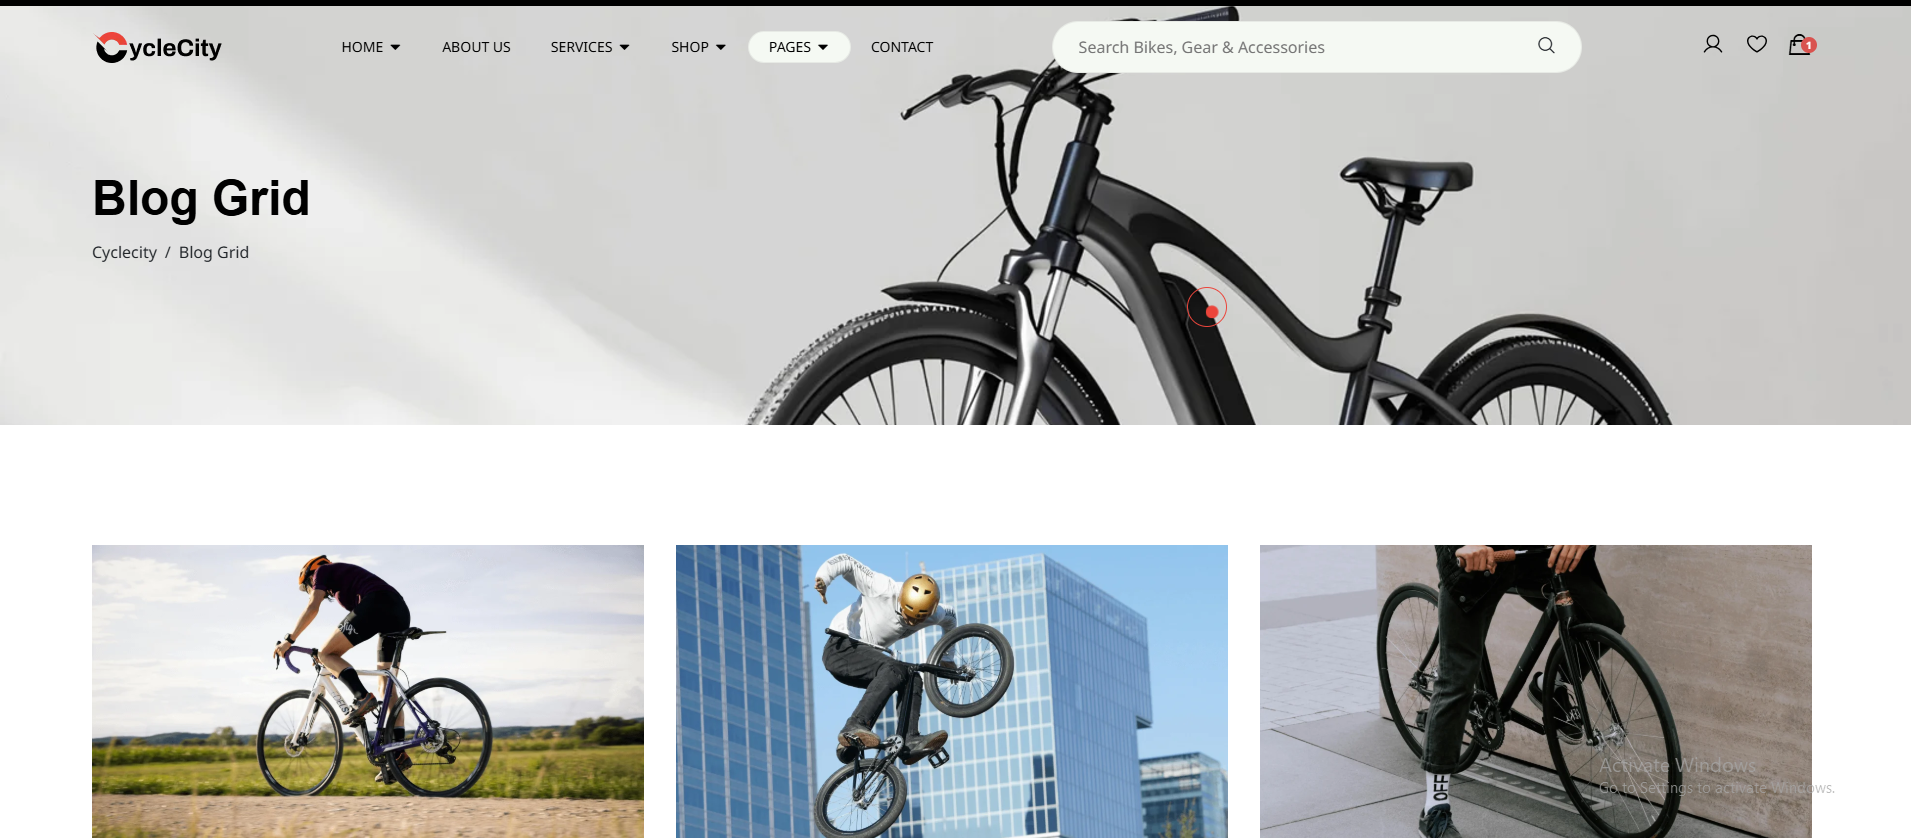 CycleCity
HOME
ABOUT US
SERVICES
SHOP
PAGES
CONTACT
Search Bikes, Gear & Accessories
1
Blog Grid
Cyclecity / Blog Grid
OFF
Activate Windows
Go to Settings to activate Windows.